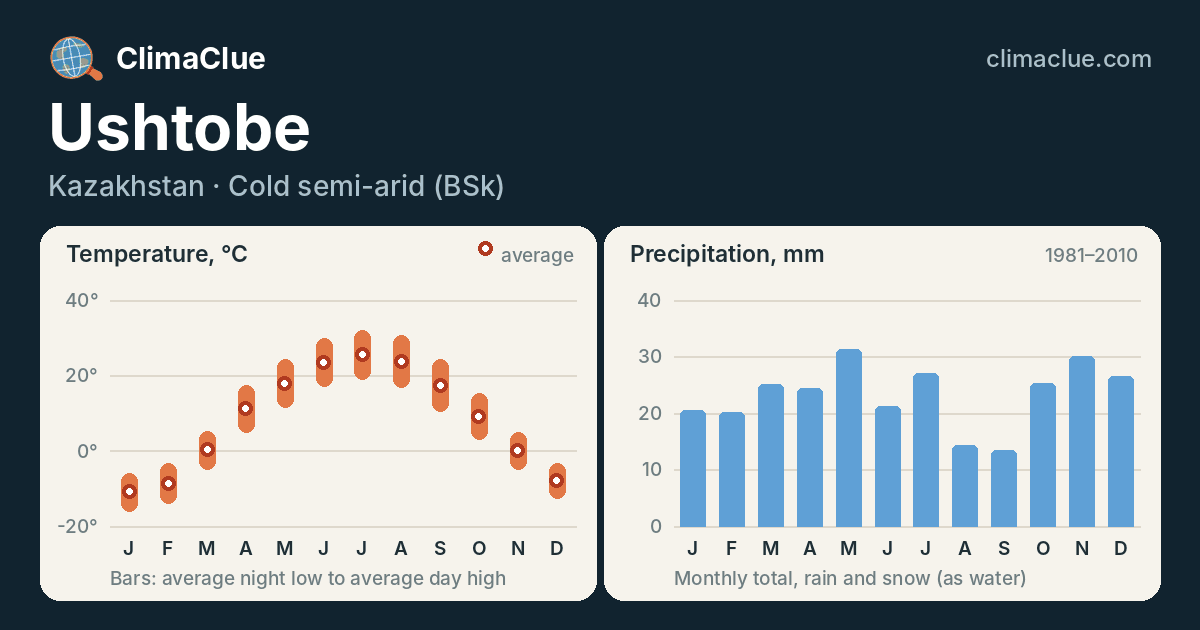 ClimaClue
climaclue.com
Ushtobe
Kazakhstan · Cold semi-arid (BSk)
Temperature, °C
average
40°
20°
0°
-20°
J F M A M J J A S O N D
Bars: average night low to average day high
Precipitation, mm
1981–2010
40
30
20
10
0
J F M A M J J A S O N D
Monthly total, rain and snow (as water)